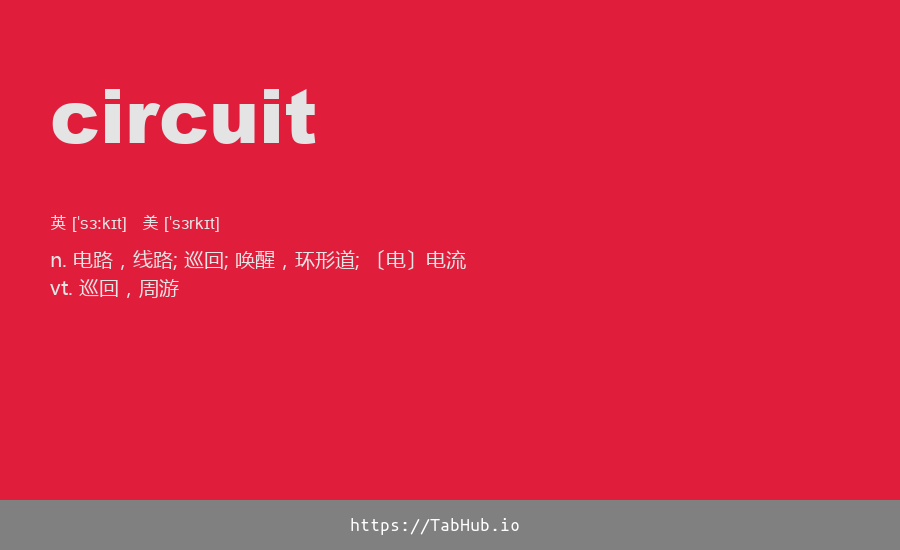 circuit
英 [ˈsɜːkɪt] 美 [ˈsɜrkɪt]
n. 电路，线路; 巡回; 唤醒，环形道; 〔电〕电流
vt. 巡回，周游
https://TabHub.io